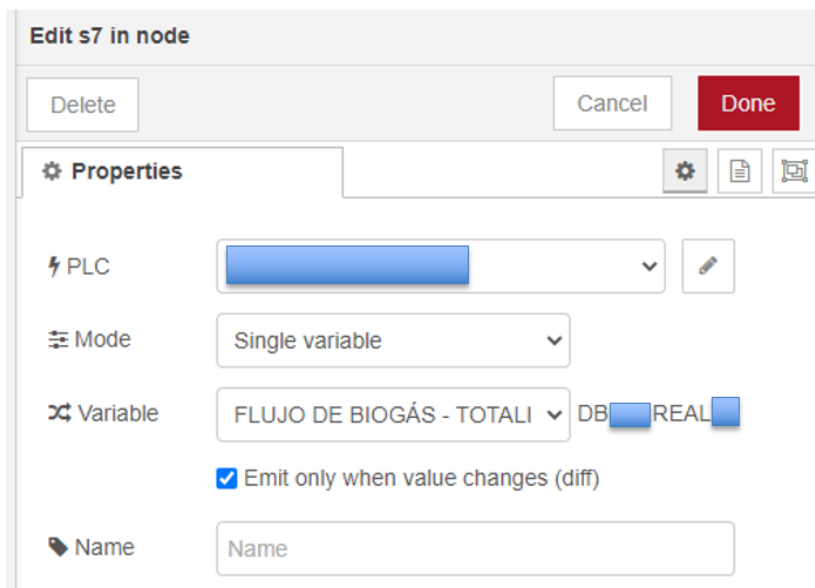 Edit s7 in node
Delete Cancel Done
Properties
PLC
Mode Single variable
Variable FLUJO DE BIOGÁS - TOTALI DB REAL
Emit only when value changes (diff)
Name Name